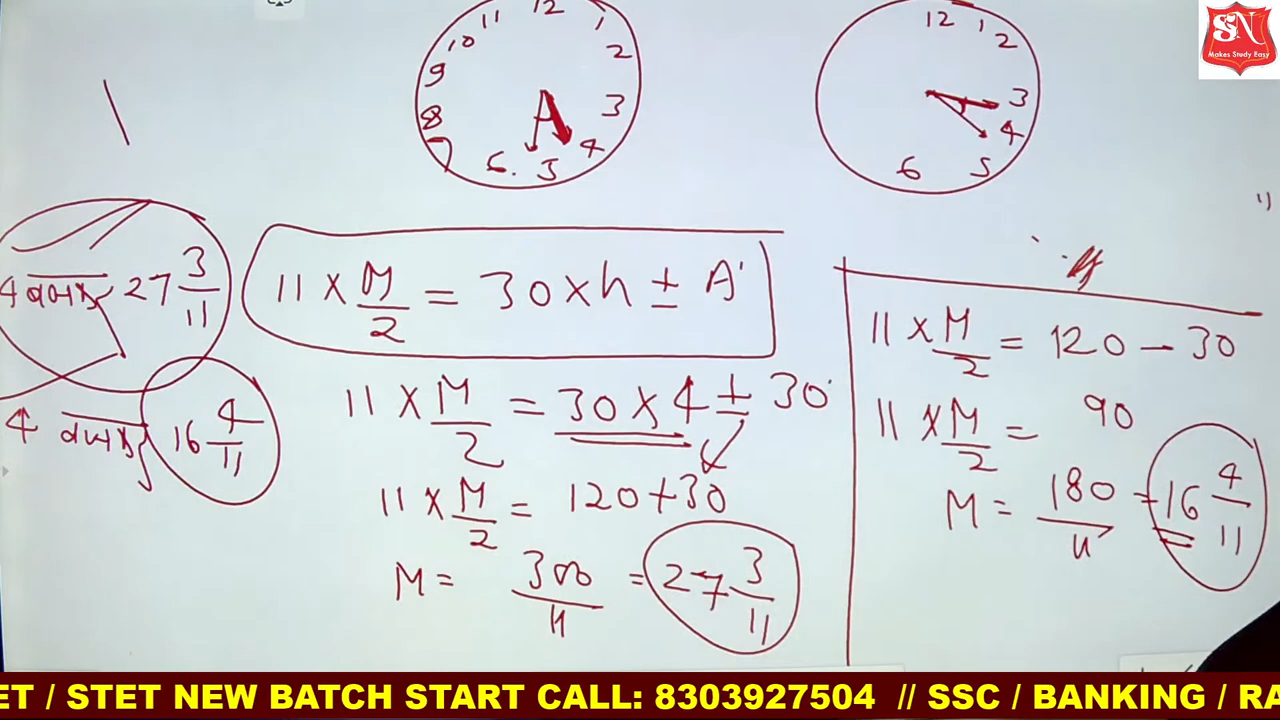 SN
Makes Study Easy
12
11
1
10
2
9
3
8
4
7
6.
5
A
12
1
2
3
4
5
6
4 बजकर 27 3/11
4 बजकर 16 4/11
11 × M/2 = 30 × h ± A°
11 × M/2 = 30 × 4 ± 30°
11 × M/2 = 120 + 30
M = 300/11 = 27 3/11
11 × M/2 = 120 - 30
11 × M/2 = 90
M = 180/11 = 16 4/11
ET / STET NEW BATCH START CALL: 8303927504 // SSC / BANKING / RA